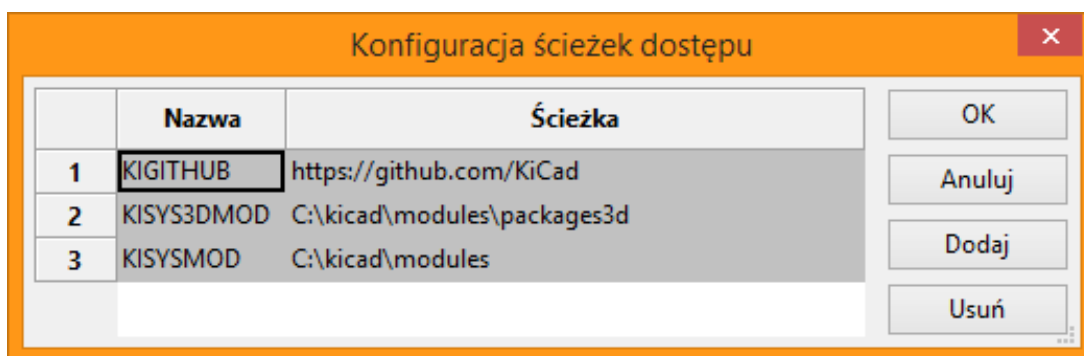 Konfiguracja ścieżek dostępu
×
Nazwa Ścieżka
1 KIGITHUB https://github.com/KiCad
2 KISYS3DMOD C:\kicad\modules\packages3d
3 KISYSMOD C:\kicad\modules
OK
Anuluj
Dodaj
Usuń